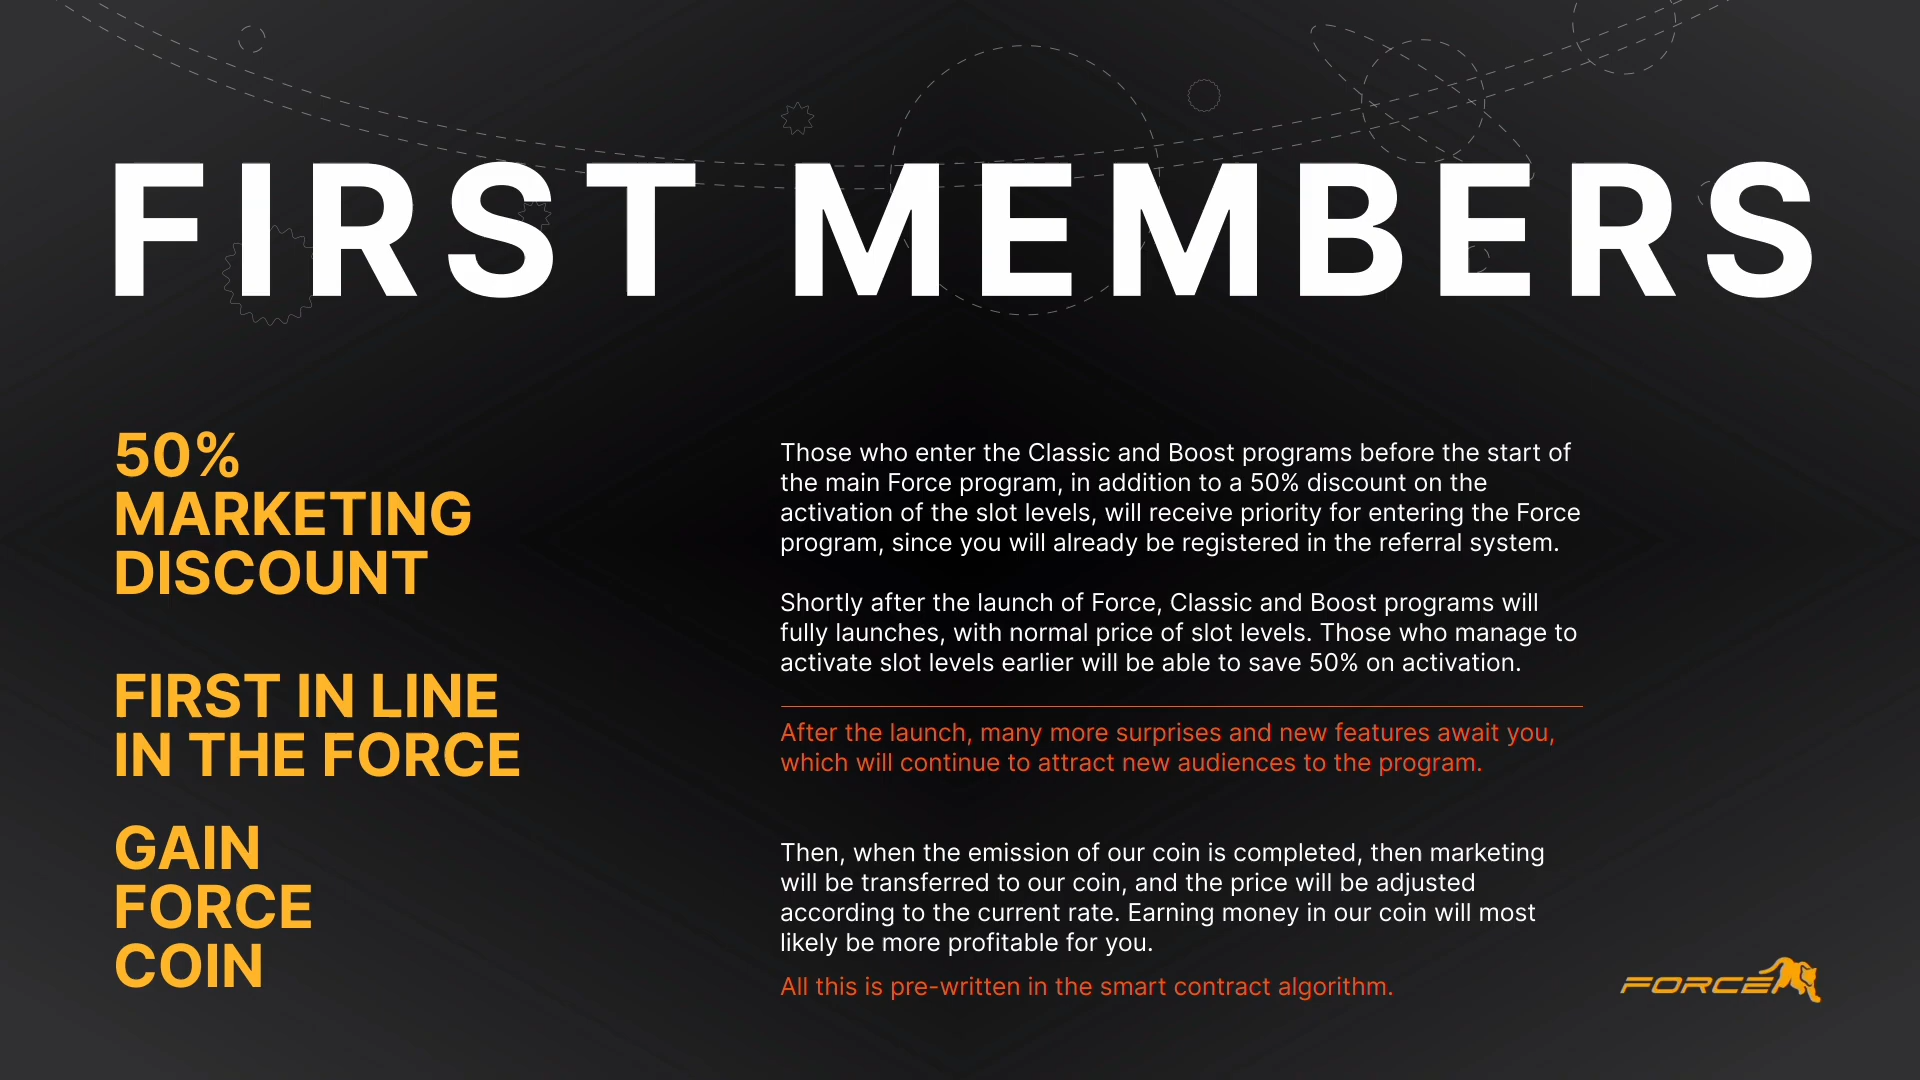 FIRST MEMBERS
50%
MARKETING
DISCOUNT
Those who enter the Classic and Boost programs before the start of
the main Force program, in addition to a 50% discount on the
activation of the slot levels, will receive priority for entering the Force
program, since you will already be registered in the referral system.
Shortly after the launch of Force, Classic and Boost programs will
fully launches, with normal price of slot levels. Those who manage to
activate slot levels earlier will be able to save 50% on activation.
FIRST IN LINE
IN THE FORCE
After the launch, many more surprises and new features await you,
which will continue to attract new audiences to the program.
GAIN
FORCE
COIN
Then, when the emission of our coin is completed, then marketing
will be transferred to our coin, and the price will be adjusted
according to the current rate. Earning money in our coin will most
likely be more profitable for you.
All this is pre-written in the smart contract algorithm.
FORCE